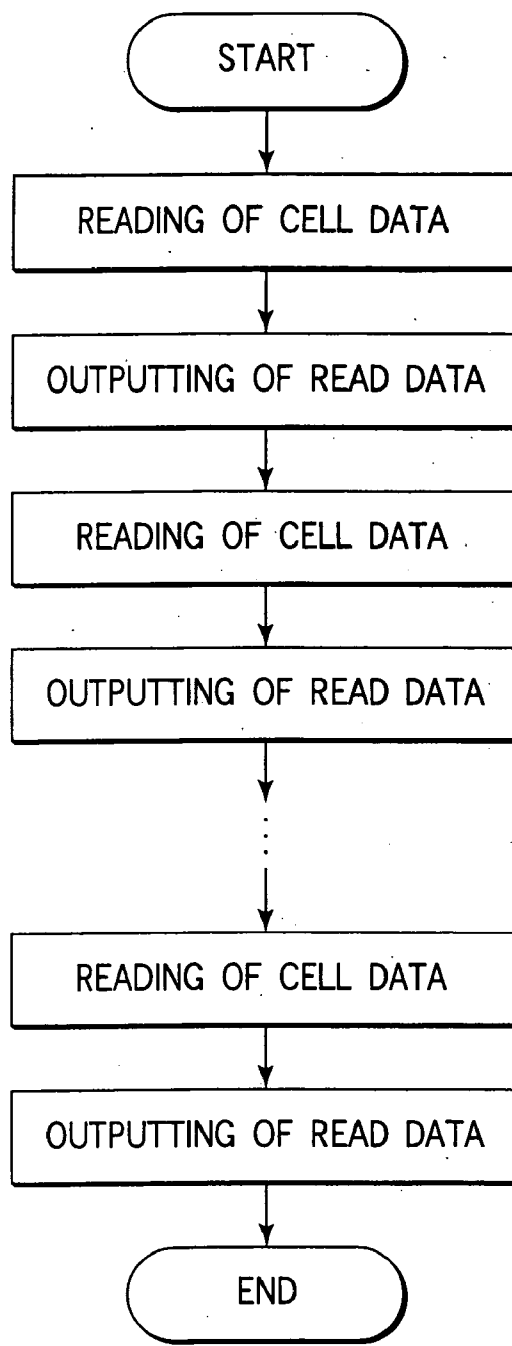 START
READING OF CELL DATA
OUTPUTTING OF READ DATA
READING OF CELL DATA
OUTPUTTING OF READ DATA
READING OF CELL DATA
OUTPUTTING OF READ DATA
END